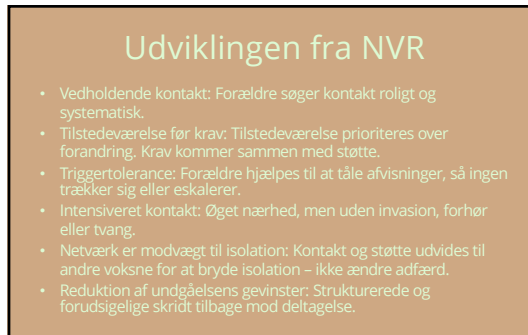 Udviklingen fra NVR
• Vedholdende kontakt: Forældre søger kontakt roligt og
systematisk.
• Tilstedeværelse før krav: Tilstedeværelse prioriteres over
forandring. Krav kommer sammen med støtte.
• Triggertolerance: Forældre hjælpes til at tåle afvisninger, så ingen
trækker sig eller eskalerer.
• Intensiveret kontakt: Øget nærhed, men uden invasion, forhør
eller tvang.
• Netværk er modvægt til isolation: Kontakt og støtte udvides til
andre voksne for at bryde isolation – ikke ændre adfærd.
• Reduktion af undgåelsens gevinster: Strukturerede og
forudsigelige skridt tilbage mod deltagelse.